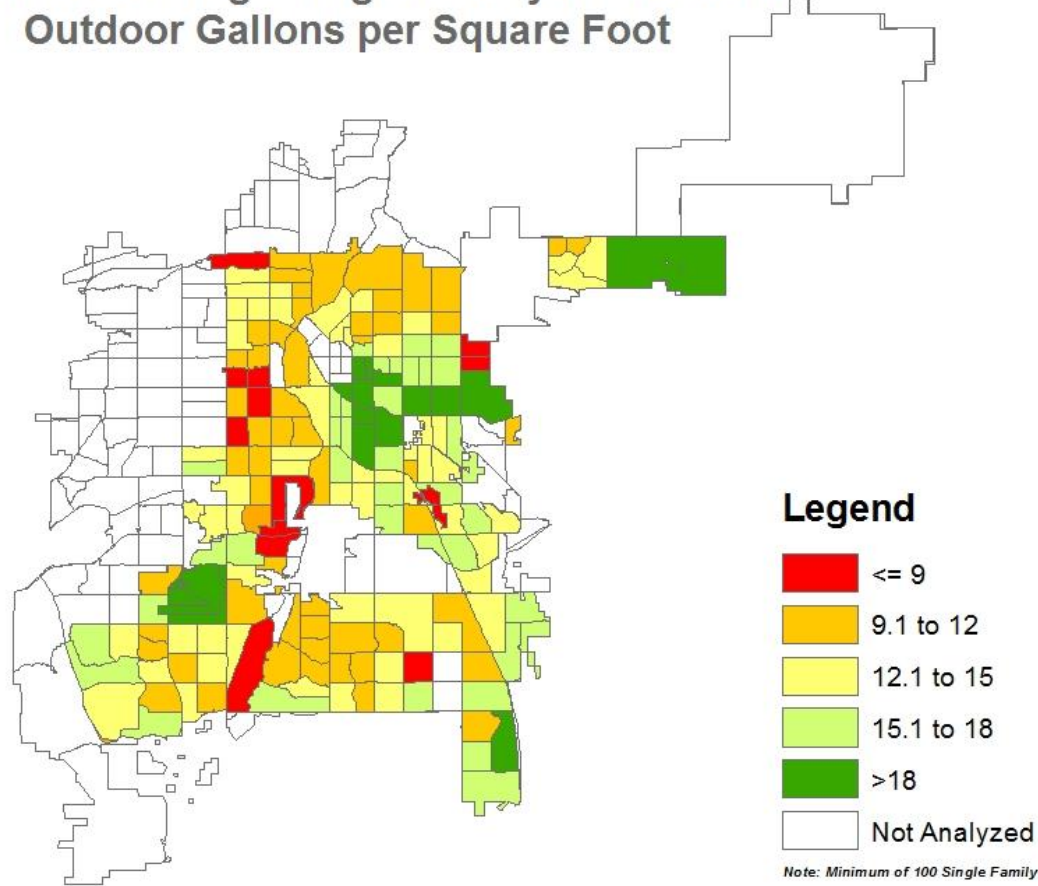 Outdoor Gallons per Square Foot
Legend
<= 9
9.1 to 12
12.1 to 15
15.1 to 18
>18
Not Analyzed
Note: Minimum of 100 Single Family